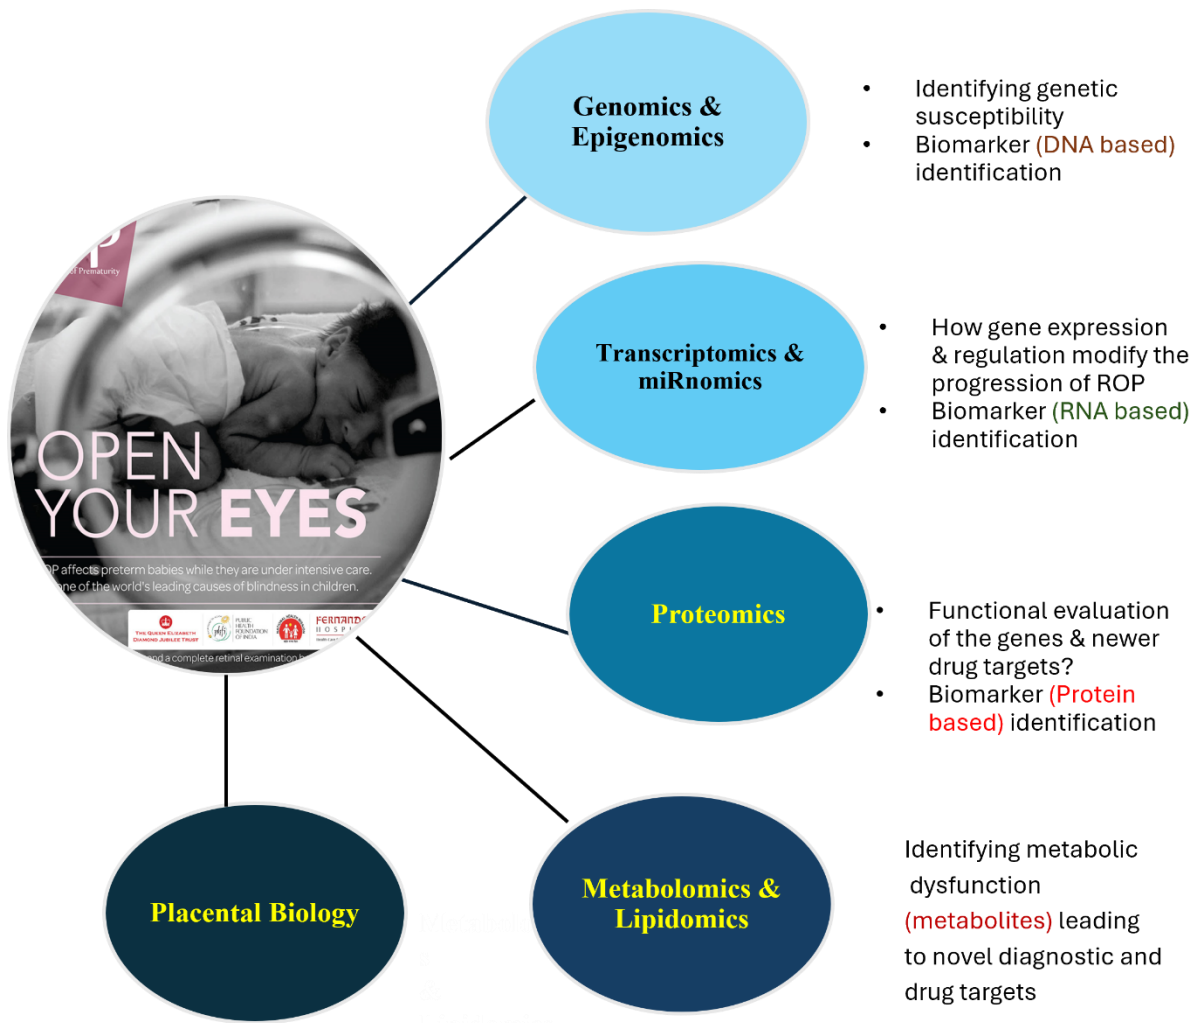 Genomics &
Epigenomics
• Identifying genetic
susceptibility
• Biomarker (DNA based)
identification
of Prematurity
Transcriptomics &
miRnomics
• How gene expression
& regulation modify the
progression of ROP
• Biomarker (RNA based)
identification
OPEN
YOUR EYES
OP affects preterm babies while they are under intensive care.
one of the world's leading causes of blindness in children.
THE QUEEN ELIZABETH
DIAMOND JUBILEE TRUST
PUBLIC
HEALTH
FOUNDATION
OF INDIA
FERNAND
HOSPI
and a complete retinal examination
Proteomics
• Functional evaluation
of the genes & newer
drug targets?
• Biomarker (Protein
based) identification
Placental Biology
Metabolomics &
Lipidomics
Identifying metabolic
dysfunction
(metabolites) leading
to novel diagnostic and
drug targets